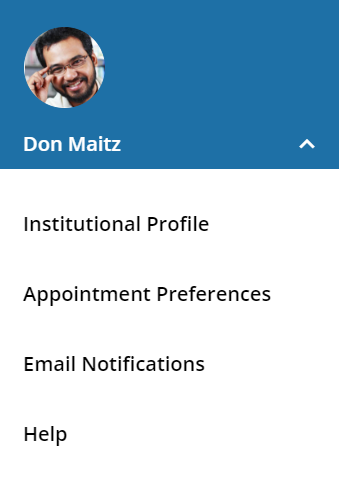 Don Maitz
Institutional Profile
Appointment Preferences
Email Notifications
Help